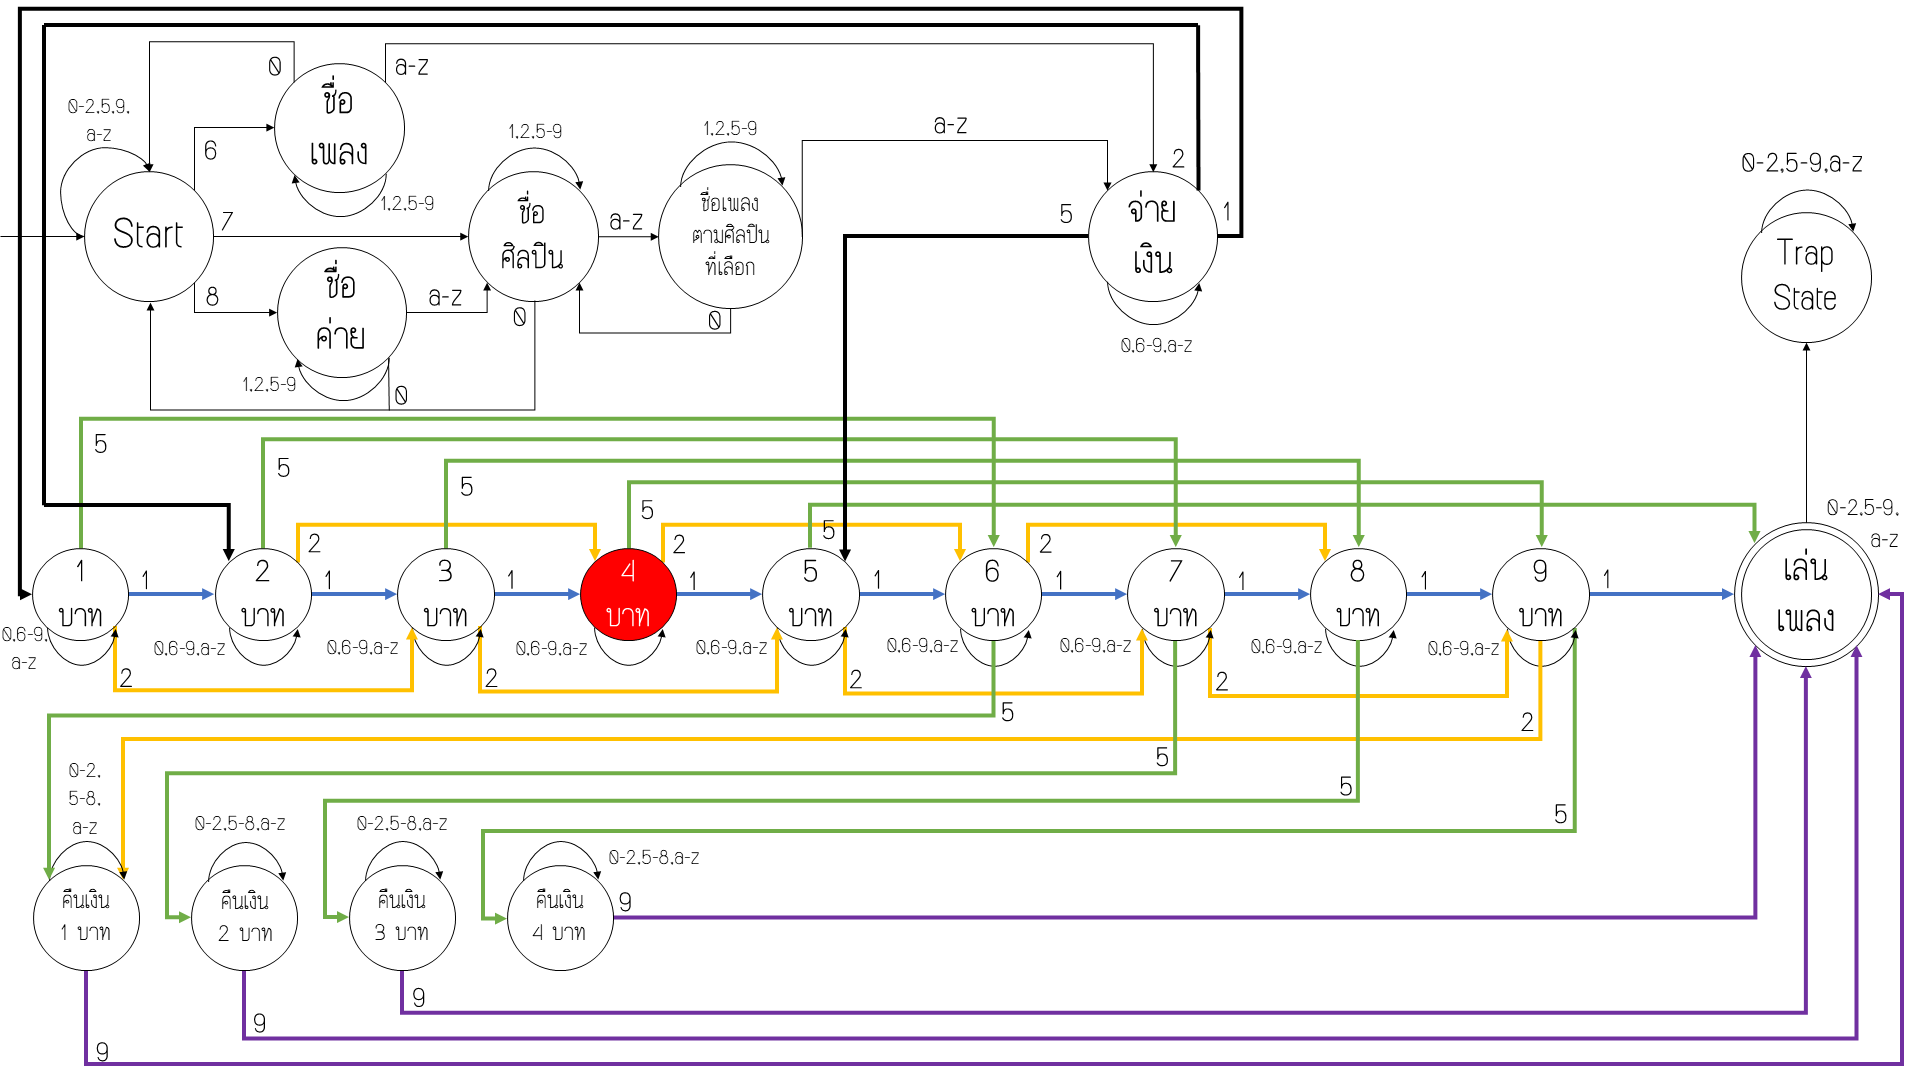 0
a-z
0-2,5,9,
a-z
ชื่อ
เพลง
6
1,2,5-9
1,2,5-9
1,2,5-9
a-z
2
0-2,5-9,a-z
Start
7
ชื่อ
ศิลปิน
a-z
ชื่อเพลง
ตามศิลปิน
ที่เลือก
5
จ่าย
เงิน
1
Trap
State
8
ชื่อ
ค่าย
a-z
0
0
0,6-9,a-z
1,2,5-9
0
5
5
5
5
5
0-2,5-9,
a-z
2
2
2
1
บาท
1
2
บาท
1
3
บาท
1
4
บาท
1
5
บาท
1
6
บาท
1
7
บาท
1
8
บาท
1
9
บาท
1
เล่น
เพลง
0,6-9,
a-z
0,6-9,a-z
0,6-9,a-z
0,6-9,a-z
0,6-9,a-z
0,6-9,a-z
0,6-9,a-z
0,6-9,a-z
0,6-9,a-z
2
2
2
2
5
2
5
5
5
0-2,
5-8,
a-z
0-2,5-8,a-z
0-2,5-8,a-z
0-2,5-8,a-z
คืนเงิน
1 บาท
คืนเงิน
2 บาท
คืนเงิน
3 บาท
คืนเงิน
4 บาท
9
9
9
9